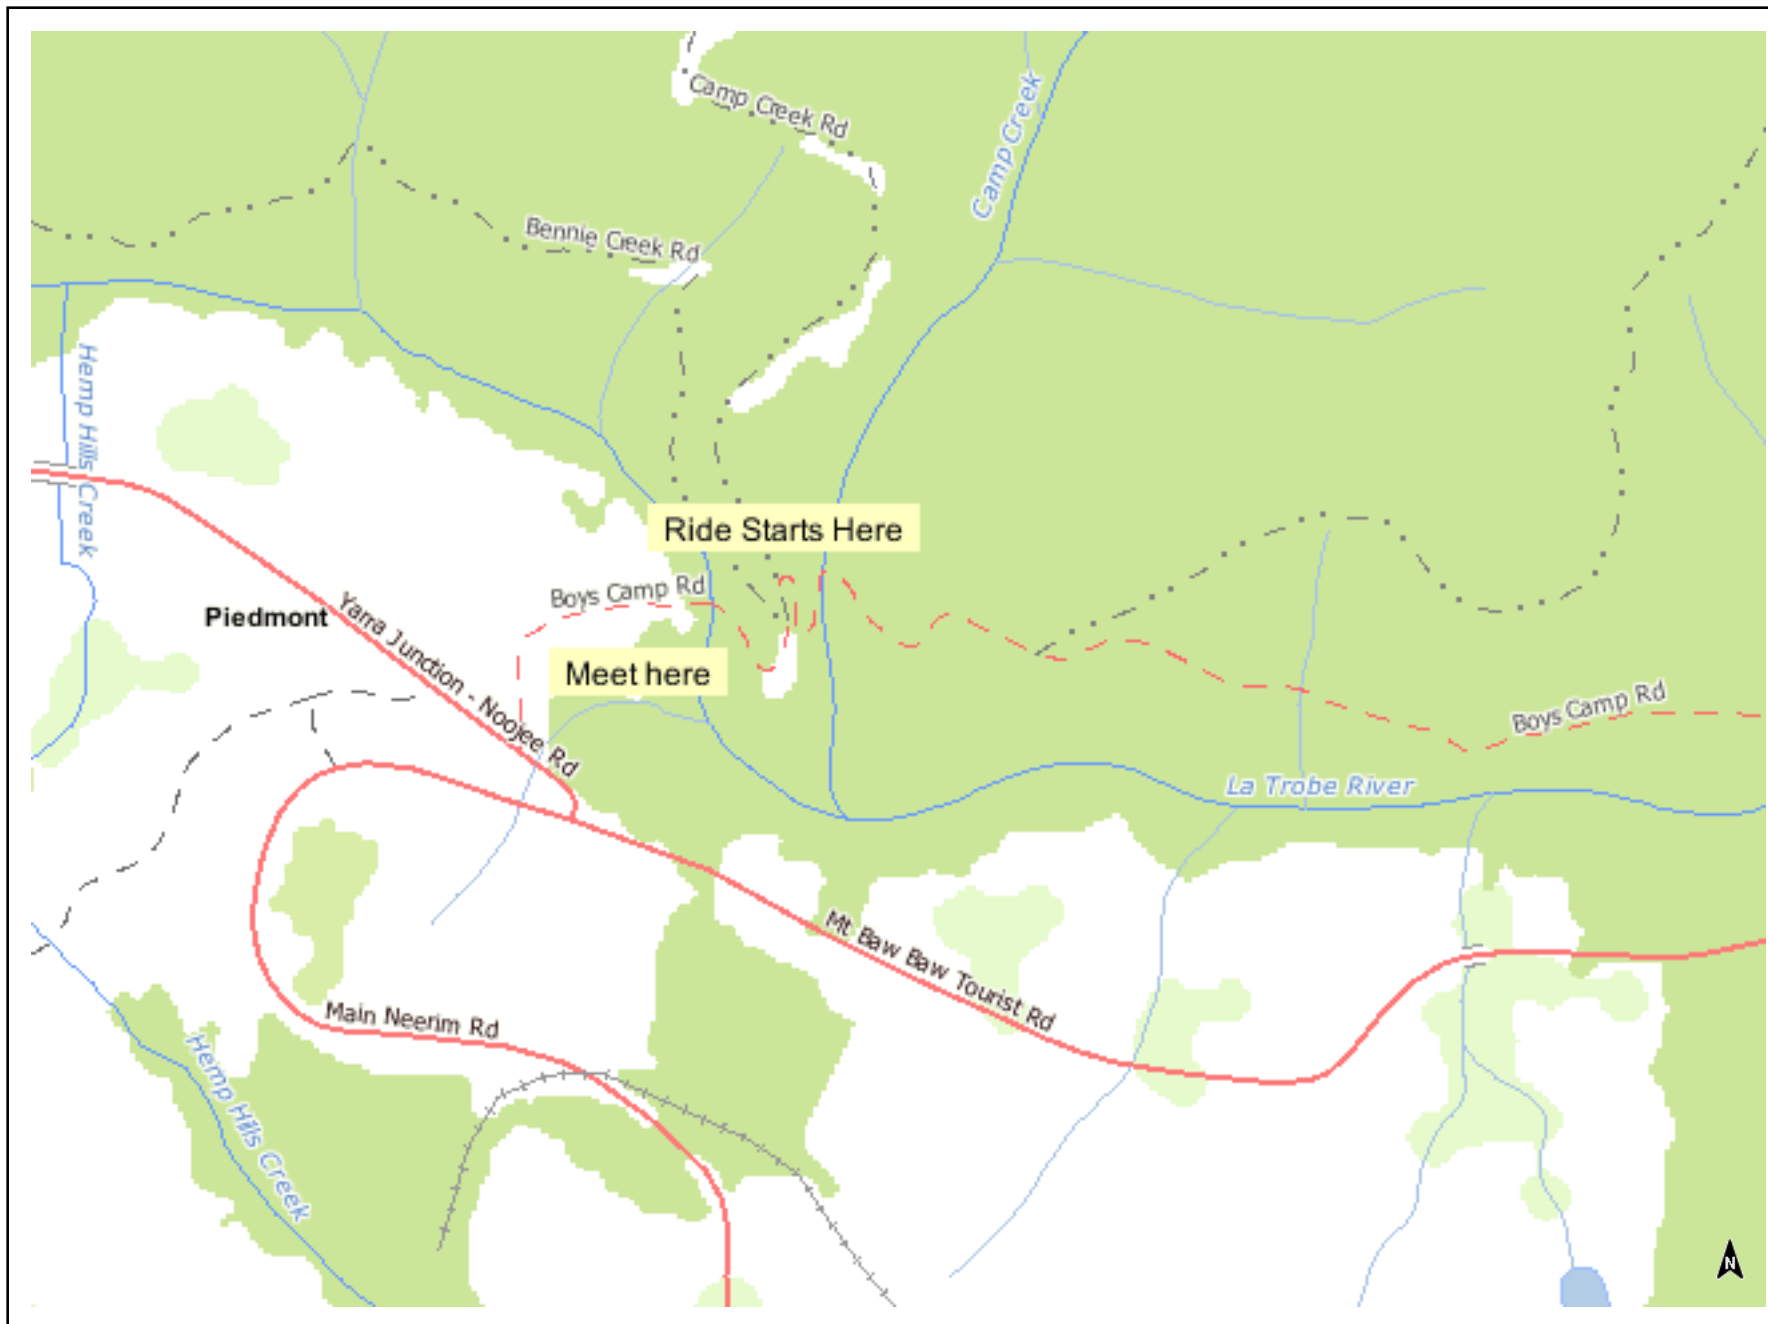 Camp Creek Rd
Camp Creek
Bennie Creek Rd
Hemp Hills Creek
Ride Starts Here
Boys Camp Rd
Piedmont
Yarra Junction - Noojee Rd
Meet here
Boys Camp Rd
La Trobe River
Mt Baw Baw Tourist Rd
Main Neerim Rd
Hemp Hills Creek
N